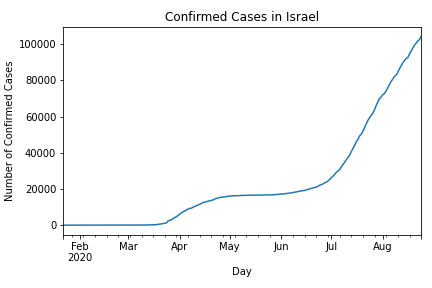 Confirmed Cases in Israel
Number of Confirmed Cases
100000
80000
60000
40000
20000
0
Feb Mar Apr May Jun Jul Aug
2020
Day